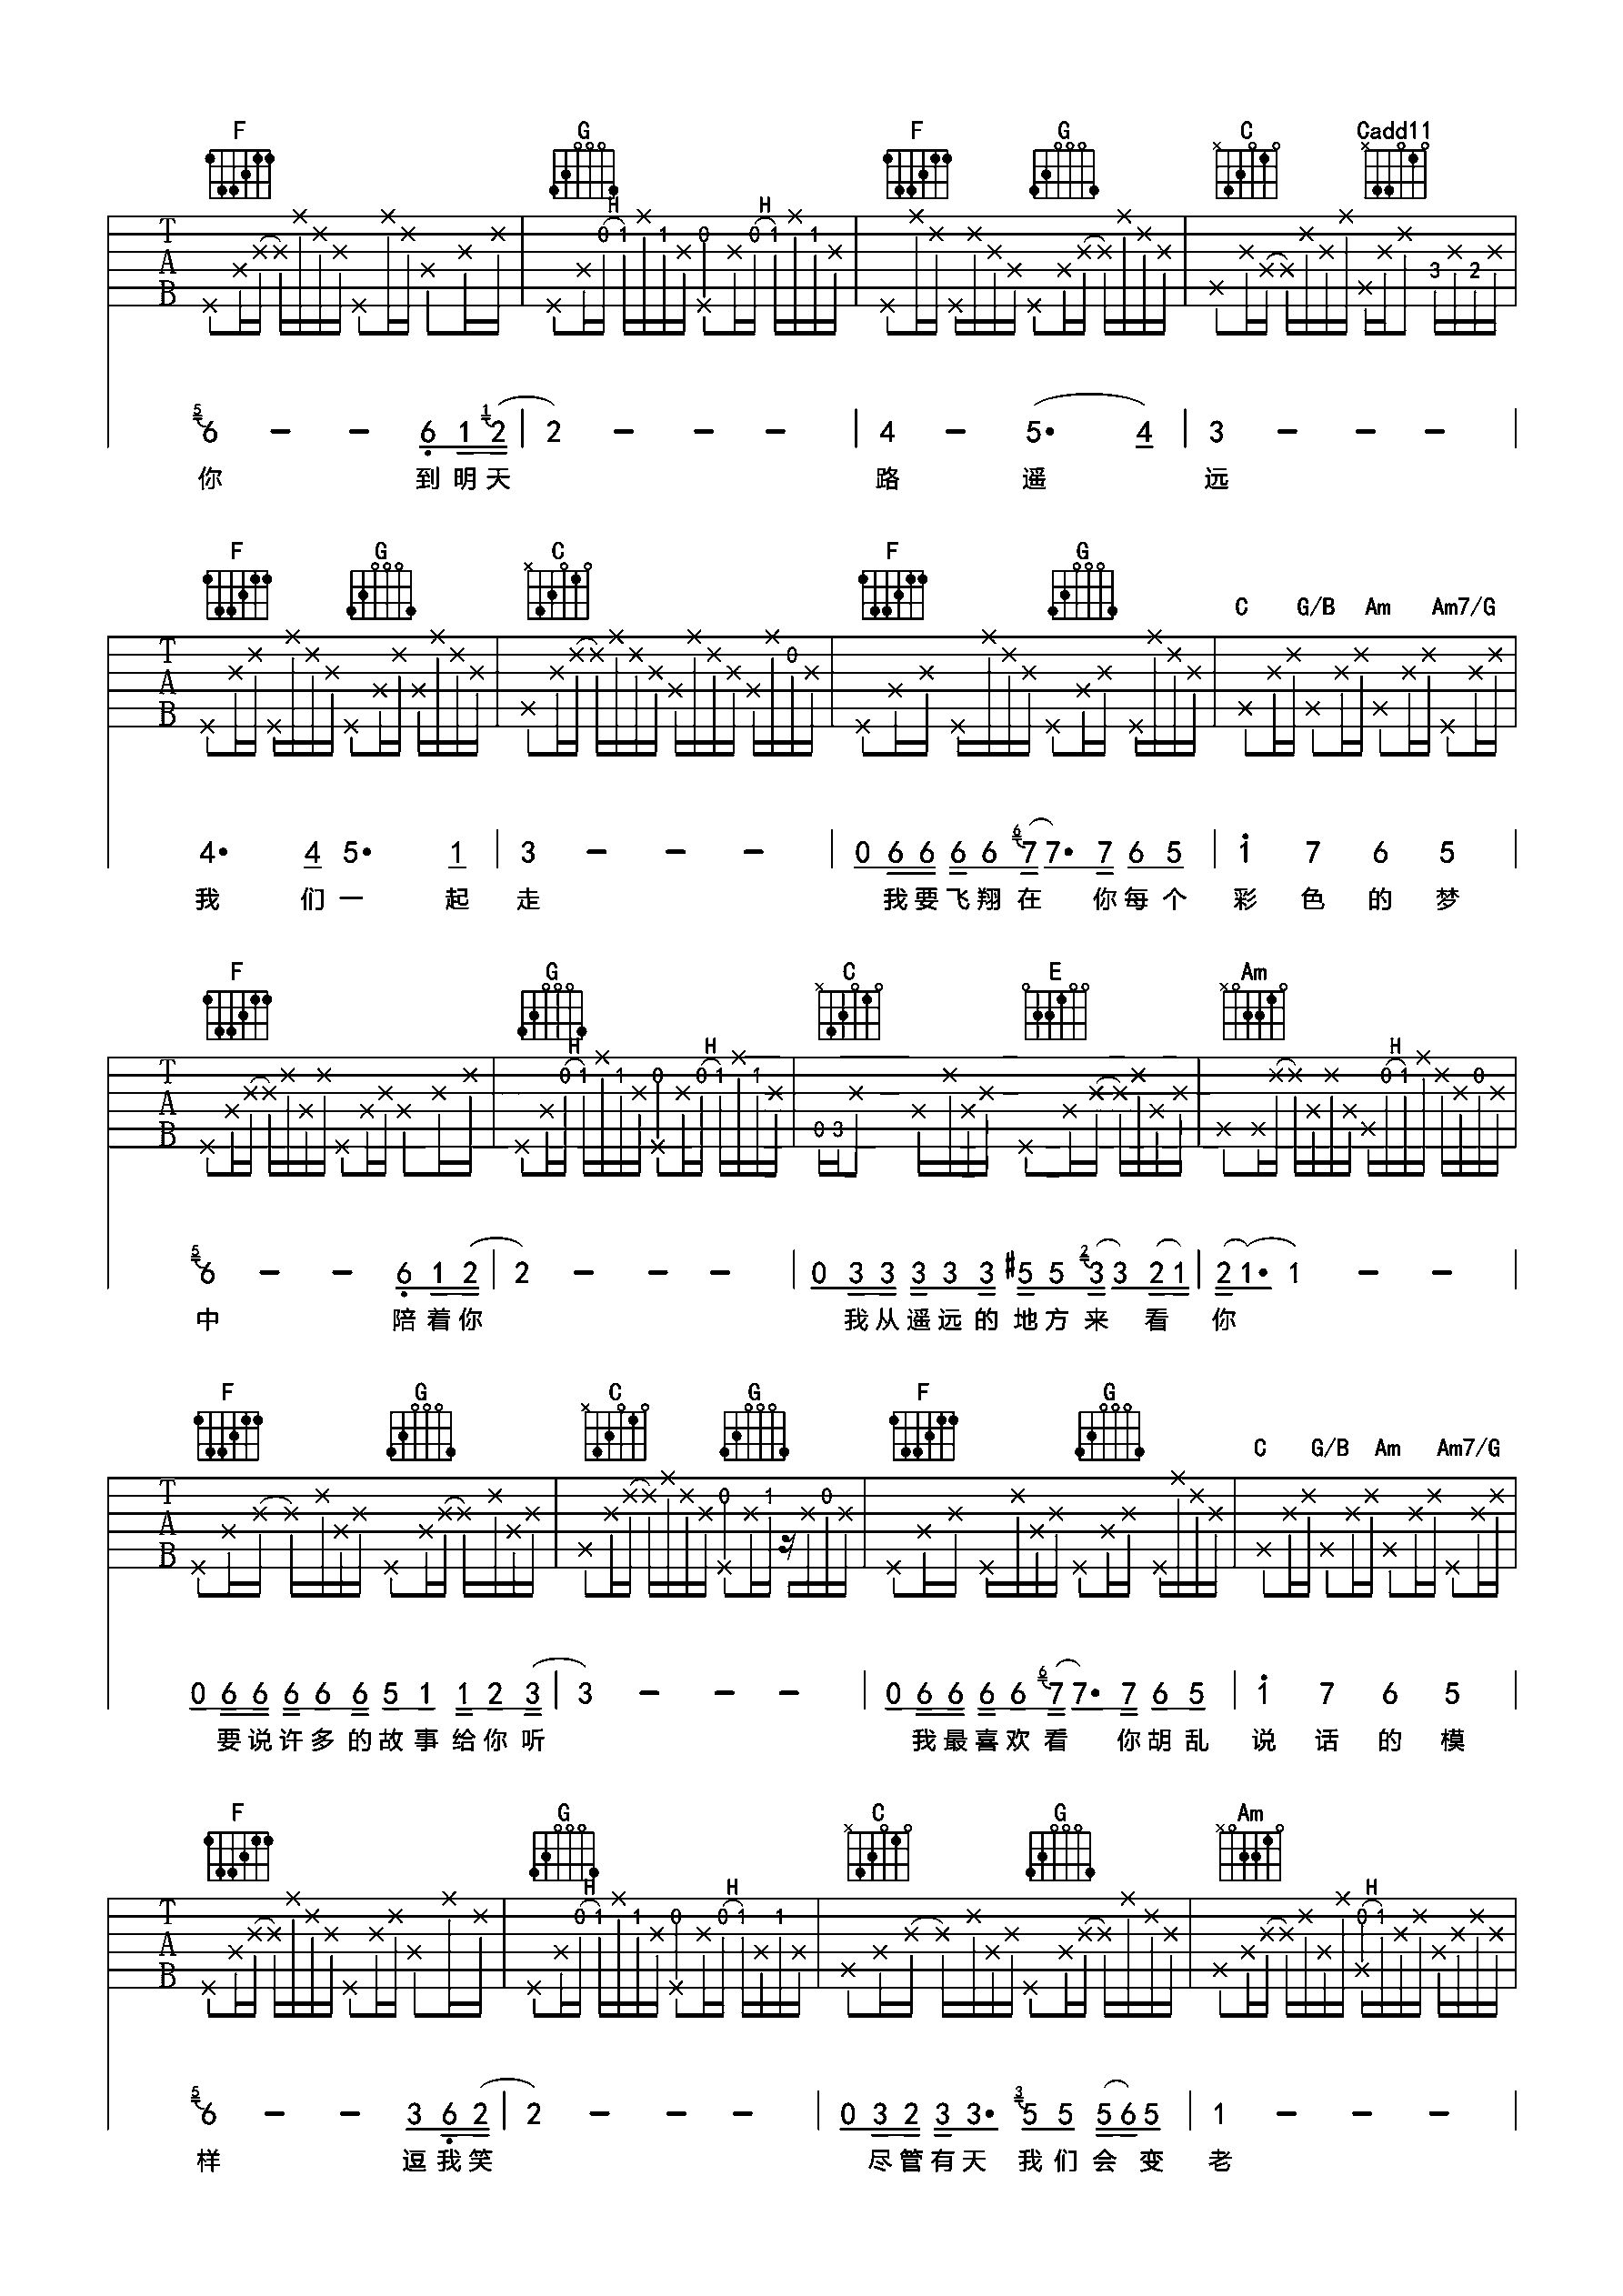 F G F G C Cadd11
H H
T A B 0 1 1 0 0 1 1 3 2
5 6 - - 6 1 1 2 | 2 - - - | 4 - 5· 4 | 3 - - - |
你 到明天 路 遥 远
F G C F G C G/B Am Am7/G
T A B 0
4· 4 5· 1 | 3 - - - | 0 6 6 6 6 6 7 7· 7 6 5 | 1 7 6 5 |
我 们一 起 走 我要飞翔在 你每个 彩 色 的 梦
F G C E Am
H H H
T A B 0 1 1 0 0 1 1 0 3 0 1 0
5 6 - - 6 1 2 | 2 - - - | 0 3 3 3 3 3 #5 5 2 3 3 2 1 | 2 1· 1 - - |
中 陪着你 我从遥远的地方来 看 你
F G C G F G C G/B Am Am7/G
T A B 0 1 0
0 6 6 6 6 6 5 1 1 2 3 | 3 - - - | 0 6 6 6 6 6 7 7· 7 6 5 | 1 7 6 5 |
要说许多的故事给你听 我最喜欢看 你胡乱 说 话 的 模
F G C G Am
H H H
T A B 0 1 1 0 0 1 1 0 1
5 6 - - 3 6 2 | 2 - - - | 0 3 2 3 3· 3 5 5 5 6 5 | 1 - - - |
样 逗我笑 尽管有天 我们会变 老